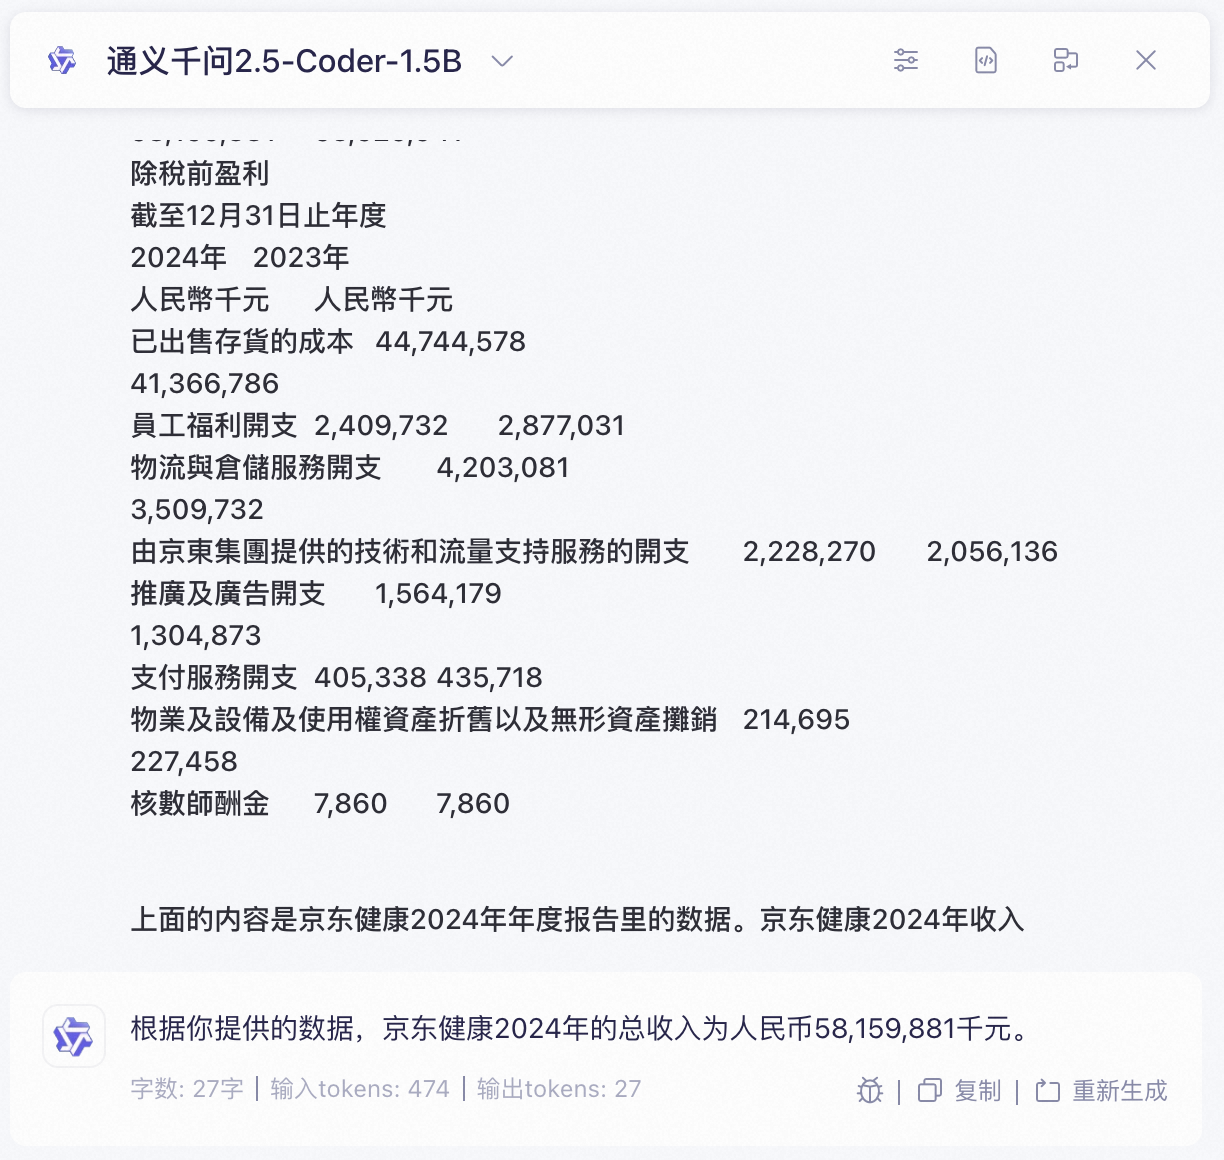 通义千问2.5-Coder-1.5B
除稅前盈利
截至12月31日止年度
2024年 2023年
人民幣千元 人民幣千元
已出售存貨的成本 44,744,578
41,366,786
員工福利開支 2,409,732 2,877,031
物流與倉儲服務開支 4,203,081
3,509,732
由京東集團提供的技術和流量支持服務的開支 2,228,270 2,056,136
推廣及廣告開支 1,564,179
1,304,873
支付服務開支 405,338 435,718
物業及設備及使用權資產折舊以及無形資產攤銷 214,695
227,458
核數師酬金 7,860 7,860
上面的内容是京东健康2024年年度报告里的数据。京东健康2024年收入
根据你提供的数据，京东健康2024年的总收入为人民币58,159,881千元。
字数: 27字 | 输入tokens: 474 | 输出tokens: 27
| 复制 | 重新生成